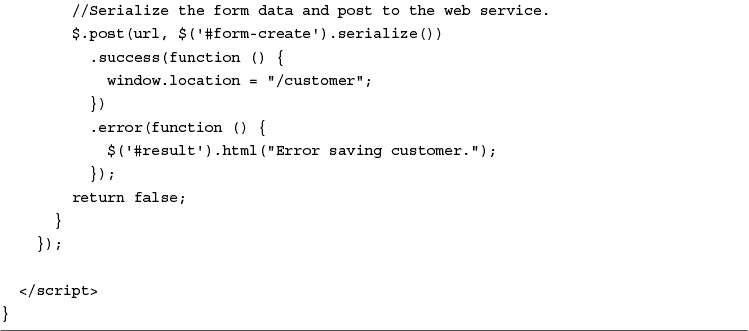 //Serialize the form data and post to the web service.
$.post(url, $('#form-create').serialize())
.success(function () {
window.location = "/customer";
})
.error(function () {
$('#result').html("Error saving customer.");
});
return false;
}
});
</script>
}